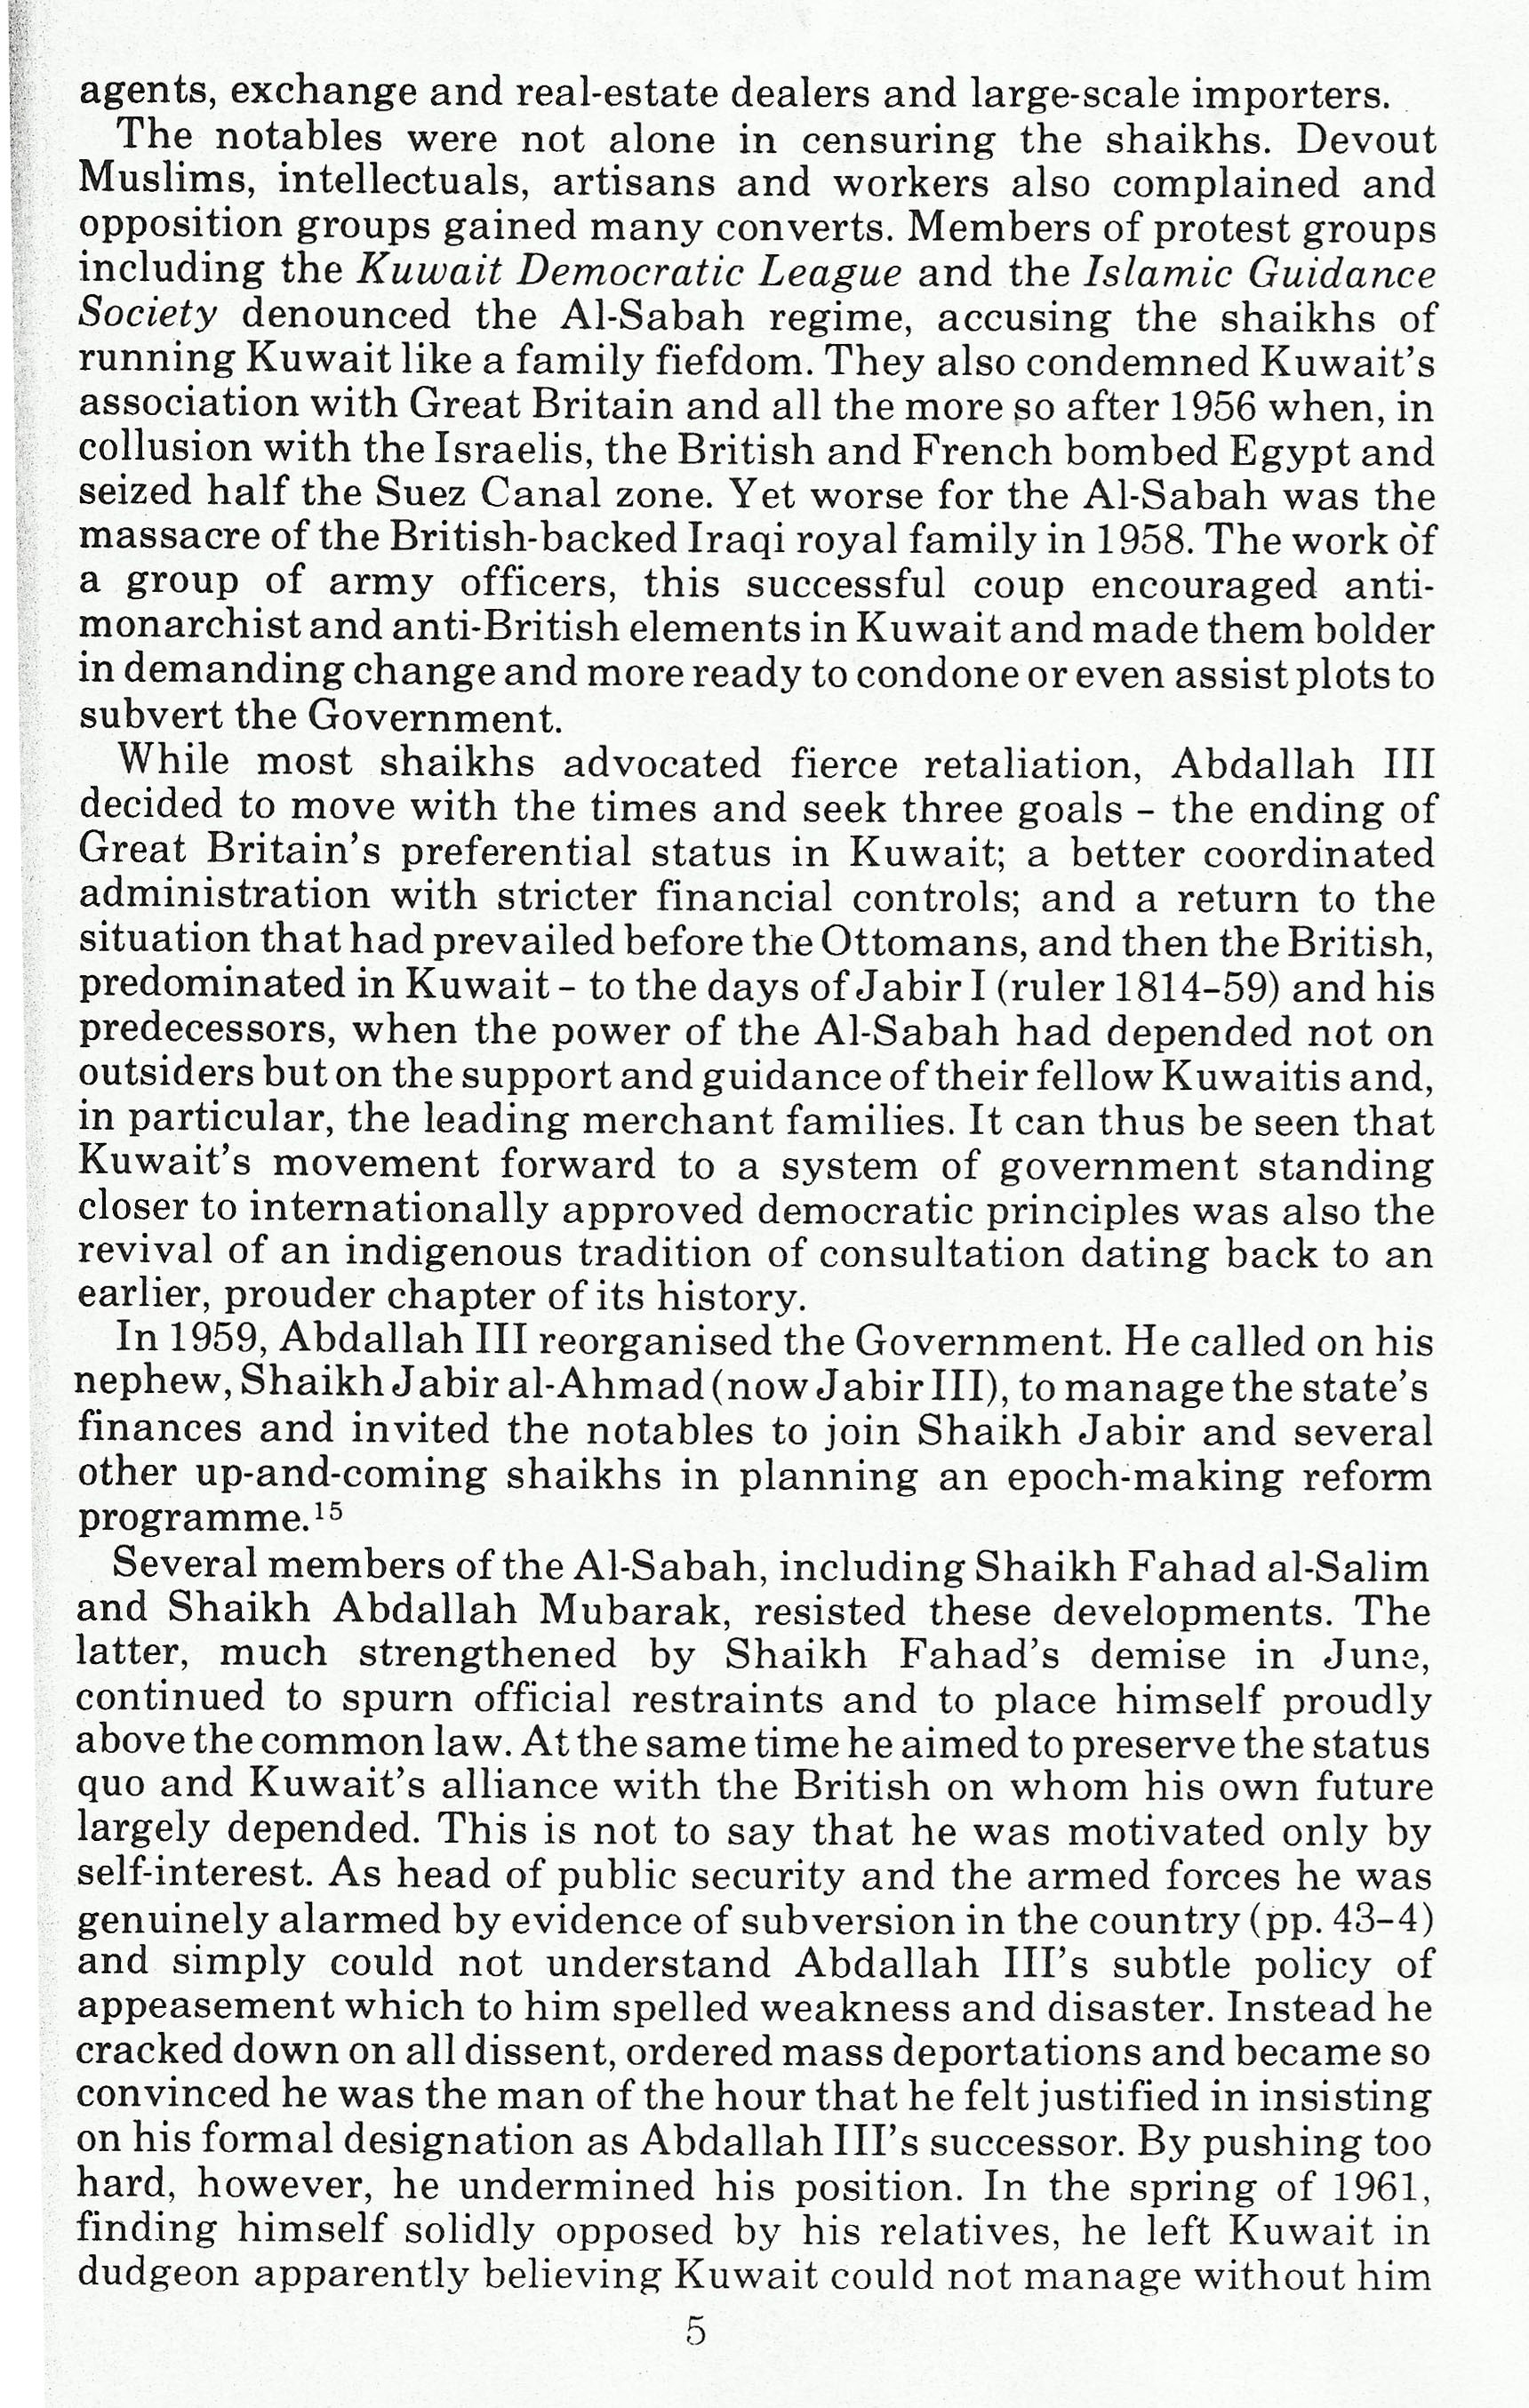 agents, exchange and real-estate dealers and large-scale importers.
The notables were not alone in censuring the shaikhs. Devout
Muslims, intellectuals, artisans and workers also complained and
opposition groups gained many converts. Members of protest groups
including the Kuwait Democratic League and the Islamic Guidance
Society denounced the Al-Sabah regime, accusing the shaikhs of
running Kuwait like a family fiefdom. They also condemned Kuwait's
association with Great Britain and all the more so after 1956 when, in
collusion with the Israelis, the British and French bombed Egypt and
seized half the Suez Canal zone. Yet worse for the Al-Sabah was the
massacre of the British-backed Iraqi royal family in 1958. The work of
a group of army officers, this successful coup encouraged anti-
monarchist and anti-British elements in Kuwait and made them bolder
in demanding change and more ready to condone or even assist plots to
subvert the Government.
While most shaikhs advocated fierce retaliation, Abdallah III
decided to move with the times and seek three goals – the ending of
Great Britain's preferential status in Kuwait; a better coordinated
administration with stricter financial controls; and a return to the
situation that had prevailed before the Ottomans, and then the British,
predominated in Kuwait – to the days of Jabir I (ruler 1814–59) and his
predecessors, when the power of the Al-Sabah had depended not on
outsiders but on the support and guidance of their fellow Kuwaitis and,
in particular, the leading merchant families. It can thus be seen that
Kuwait's movement forward to a system of government standing
closer to internationally approved democratic principles was also the
revival of an indigenous tradition of consultation dating back to an
earlier, prouder chapter of its history.
In 1959, Abdallah III reorganised the Government. He called on his
nephew, Shaikh Jabir al-Ahmad (now Jabir III), to manage the state's
finances and invited the notables to join Shaikh Jabir and several
other up-and-coming shaikhs in planning an epoch-making reform
programme.¹⁵
Several members of the Al-Sabah, including Shaikh Fahad al-Salim
and Shaikh Abdallah Mubarak, resisted these developments. The
latter, much strengthened by Shaikh Fahad's demise in June,
continued to spurn official restraints and to place himself proudly
above the common law. At the same time he aimed to preserve the status
quo and Kuwait's alliance with the British on whom his own future
largely depended. This is not to say that he was motivated only by
self-interest. As head of public security and the armed forces he was
genuinely alarmed by evidence of subversion in the country (pp. 43–4)
and simply could not understand Abdallah III's subtle policy of
appeasement which to him spelled weakness and disaster. Instead he
cracked down on all dissent, ordered mass deportations and became so
convinced he was the man of the hour that he felt justified in insisting
on his formal designation as Abdallah III's successor. By pushing too
hard, however, he undermined his position. In the spring of 1961,
finding himself solidly opposed by his relatives, he left Kuwait in
dudgeon apparently believing Kuwait could not manage without him
5